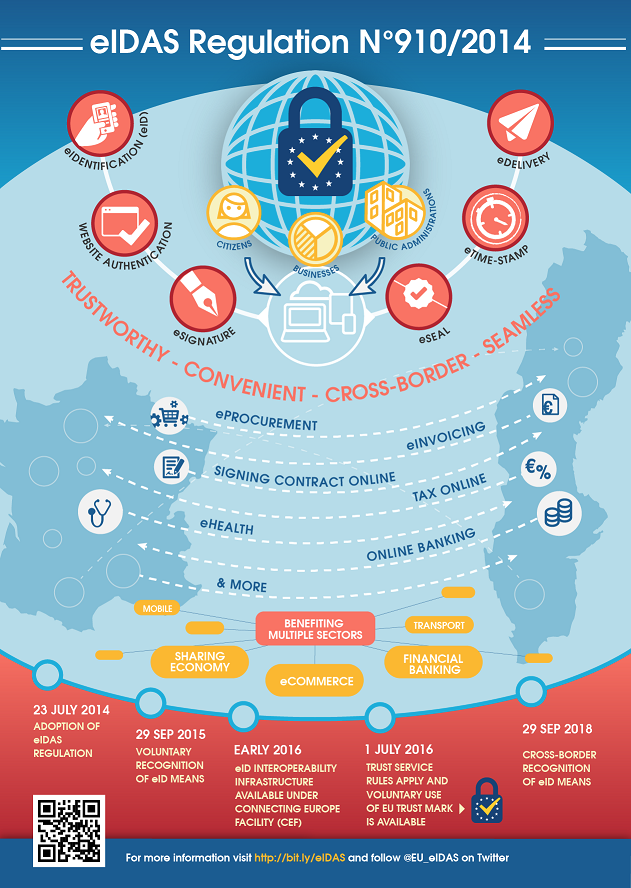 eIDAS Regulation N°910/2014
eIDENTIFICATION (eID)
eDELIVERY
WEBSITE AUTHENTICATION
CITIZENS
BUSINESSES
PUBLIC ADMINISTRATIONS
eTIME-STAMP
eSIGNATURE
eSEAL
TRUSTWORTHY - CONVENIENT - CROSS-BORDER - SEAMLESS
ePROCUREMENT
eINVOICING
€
SIGNING CONTRACT ONLINE
TAX ONLINE
€%
eHEALTH
ONLINE BANKING
& MORE
MOBILE
BENEFITING
MULTIPLE SECTORS
TRANSPORT
SHARING
ECONOMY
eCOMMERCE
FINANCIAL
BANKING
23 JULY 2014
ADOPTION OF
eIDAS
REGULATION
29 SEP 2015
VOLUNTARY
RECOGNITION
OF eID MEANS
EARLY 2016
eID INTEROPERABILITY
INFRASTRUCTURE
AVAILABLE UNDER
CONNECTING EUROPE
FACILITY (CEF)
1 JULY 2016
TRUST SERVICE
RULES APPLY AND
VOLUNTARY USE
OF EU TRUST MARK
IS AVAILABLE
29 SEP 2018
CROSS-BORDER
RECOGNITION
OF eID MEANS
For more information visit http://bit.ly/eIDAS and follow @EU_eIDAS on Twitter